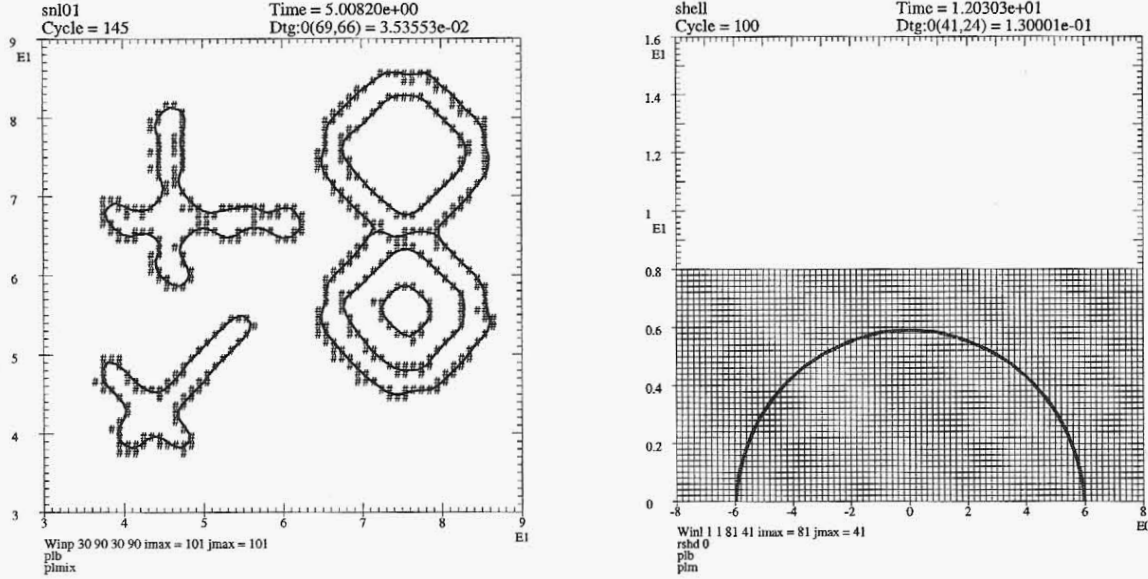 snl01
Time = 5.00820e+00
Cycle = 145
Dtg:0(69,66) = 3.53553e-02
9
E1
8
7
6
5
4
3
3 4 5 6 7 8 9
E1
Winp 30 90 30 90 imax = 101 jmax = 101
plb
plmix
shell
Time = 1.20303e+01
Cycle = 100
Dtg:0(41,24) = 1.30001e-01
1.6
E1
1.4
1.2
1
E1
0.8
0.6
0.4
0.2
0
-8 -6 -4 -2 0 2 4 6 8
E0
Winl 1 1 81 41 imax = 81 jmax = 41
rshd 0
plb
plm